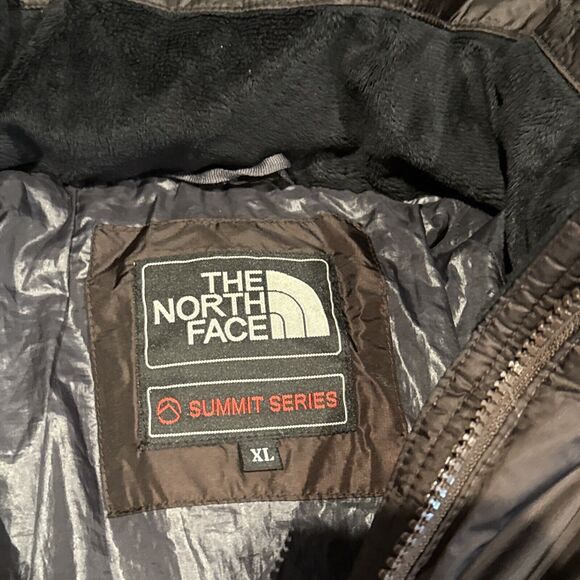 THE
NORTH
FACE
SUMMIT SERIES
XL